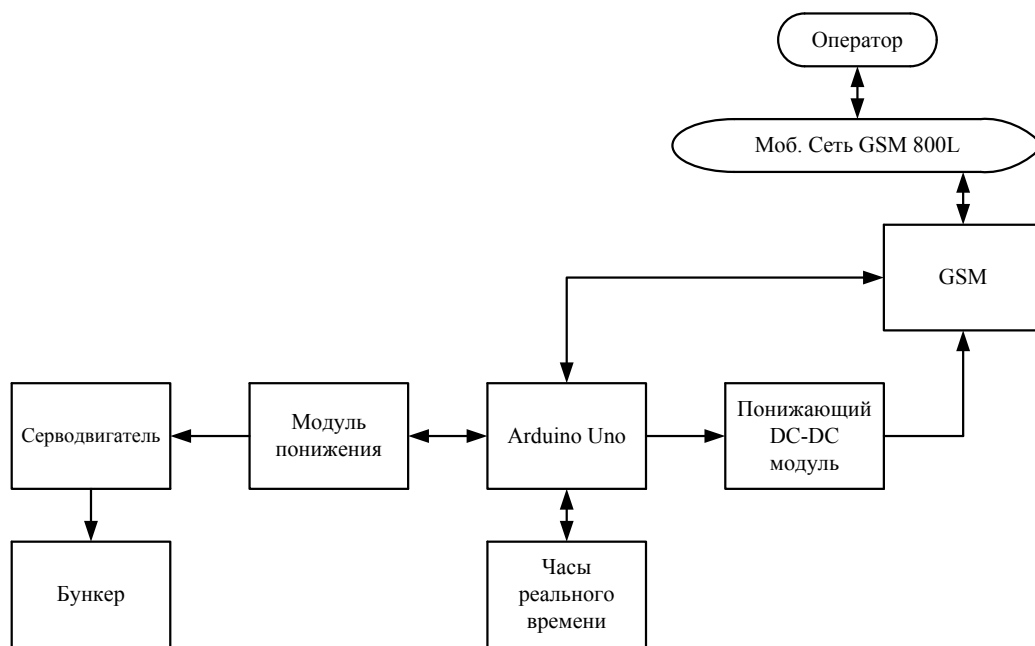 Оператор
Моб. Сеть GSM 800L
GSM
Серводвигатель
Модуль
понижения
Arduino Uno
Понижающий
DC-DC
модуль
Бункер
Часы
реального
времени